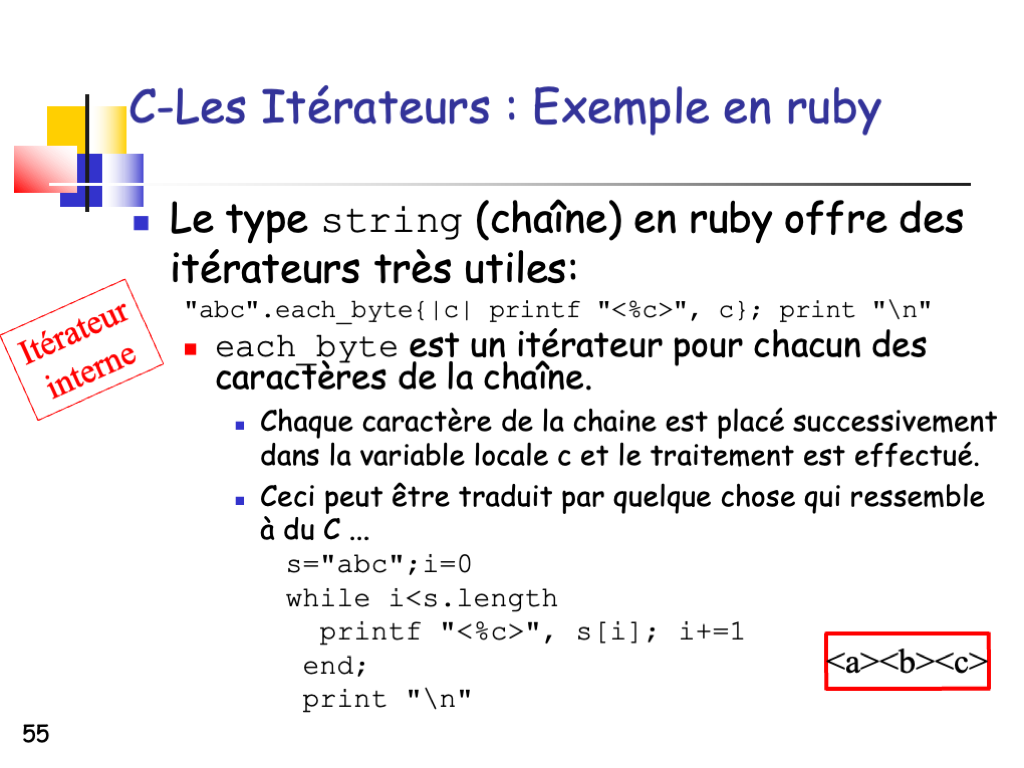 C-Les Itérateurs : Exemple en ruby
Le type string (chaîne) en ruby offre des
itérateurs très utiles:
"abc".each_byte{|c| printf "<%c>", c}; print "\n"
Itérateur
interne
each_byte est un itérateur pour chacun des
caractères de la chaîne.
Chaque caractère de la chaine est placé successivement
dans la variable locale c et le traitement est effectué.
Ceci peut être traduit par quelque chose qui ressemble
à du C ...
s="abc";i=0
while i<s.length
printf "<%c>", s[i]; i+=1
end;
print "\n"
<a><b><c>
55